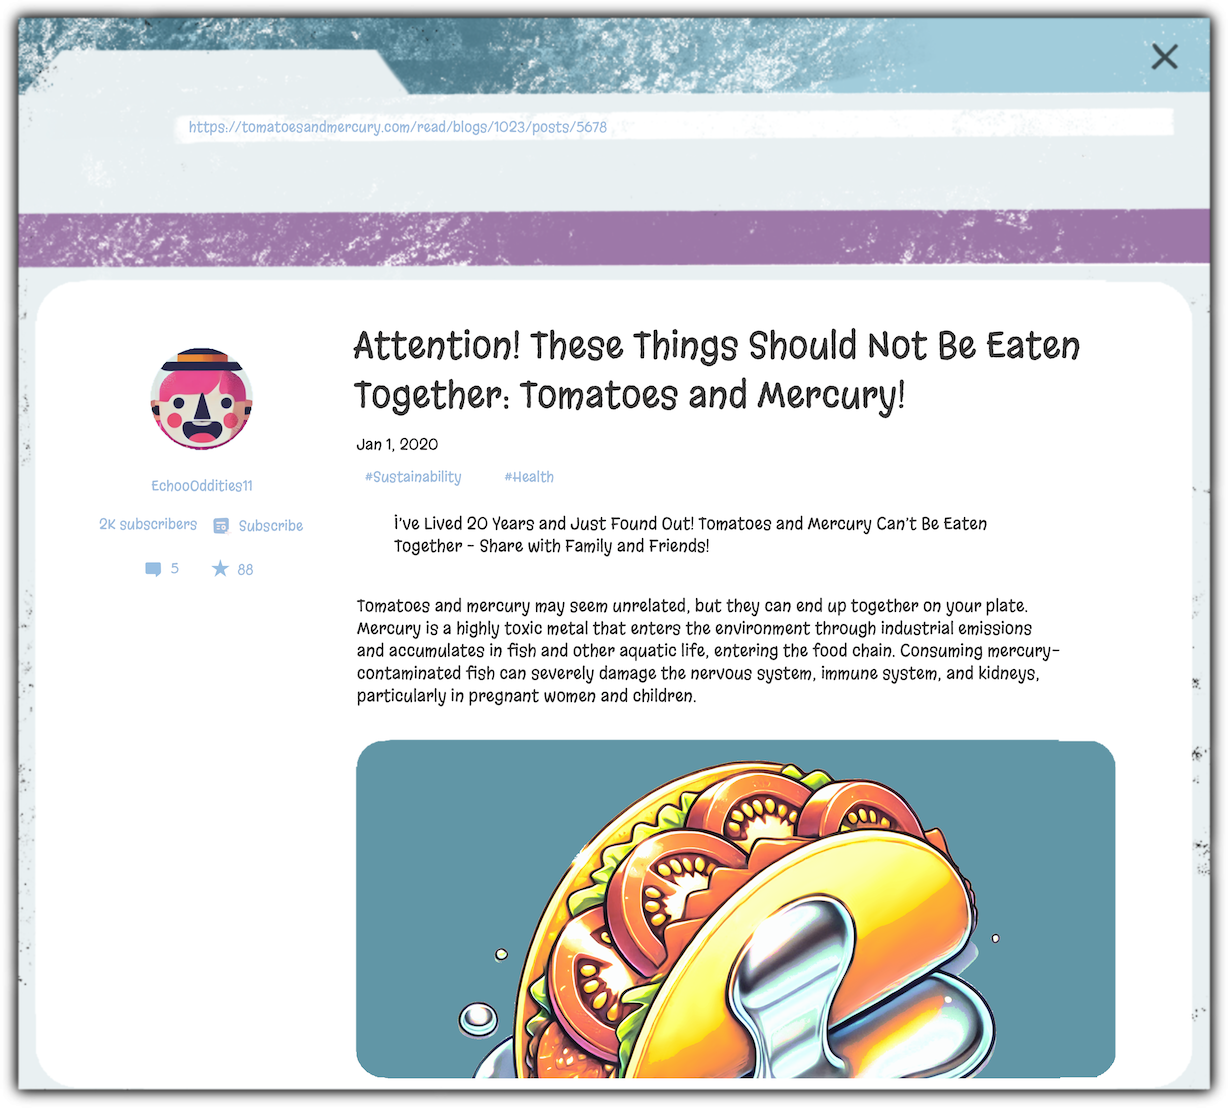 https://tomatoesandmercury.com/read/blogs/1023/posts/5678
Attention! These Things Should Not Be Eaten
Together: Tomatoes and Mercury!
Jan 1, 2020
#Sustainability #Health
EchooOddities11
2K subscribers Subscribe
5 88
İ've Lived 20 Years and Just Found Out! Tomatoes and Mercury Can't Be Eaten
Together - Share with Family and Friends!
Tomatoes and mercury may seem unrelated, but they can end up together on your plate.
Mercury is a highly toxic metal that enters the environment through industrial emissions
and accumulates in fish and other aquatic life, entering the food chain. Consuming mercury-
contaminated fish can severely damage the nervous system, immune system, and kidneys,
particularly in pregnant women and children.